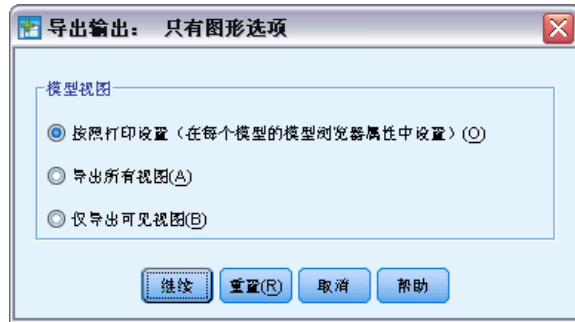 导出输出： 只有图形选项
模型视图
按照打印设置（在每个模型的模型浏览器属性中设置）(O)
导出所有视图(A)
仅导出可见视图(B)
继续 重置(R) 取消 帮助